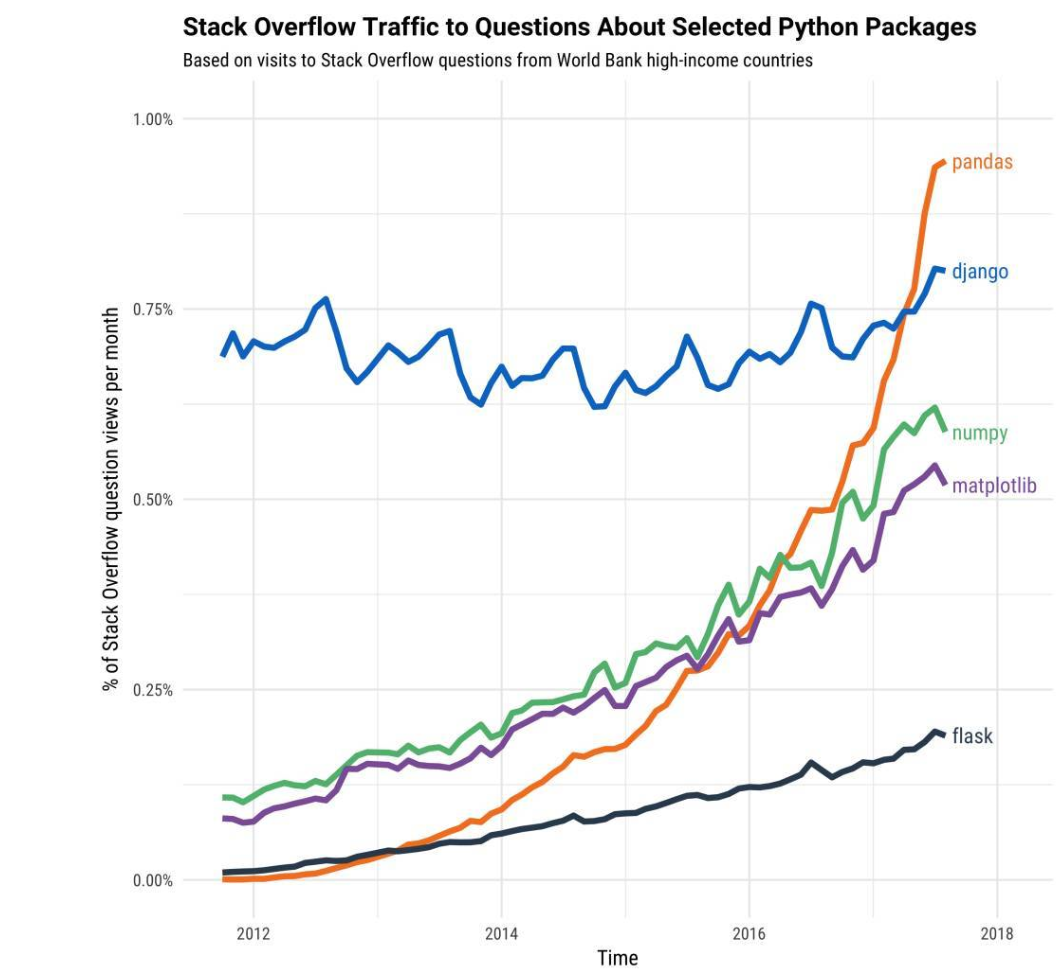 Stack Overflow Traffic to Questions About Selected Python Packages
Based on visits to Stack Overflow questions from World Bank high-income countries
% of Stack Overflow question views per month
1.00%
0.75%
0.50%
0.25%
0.00%
pandas
django
numpy
matplotlib
flask
2012
2014
2016
2018
Time